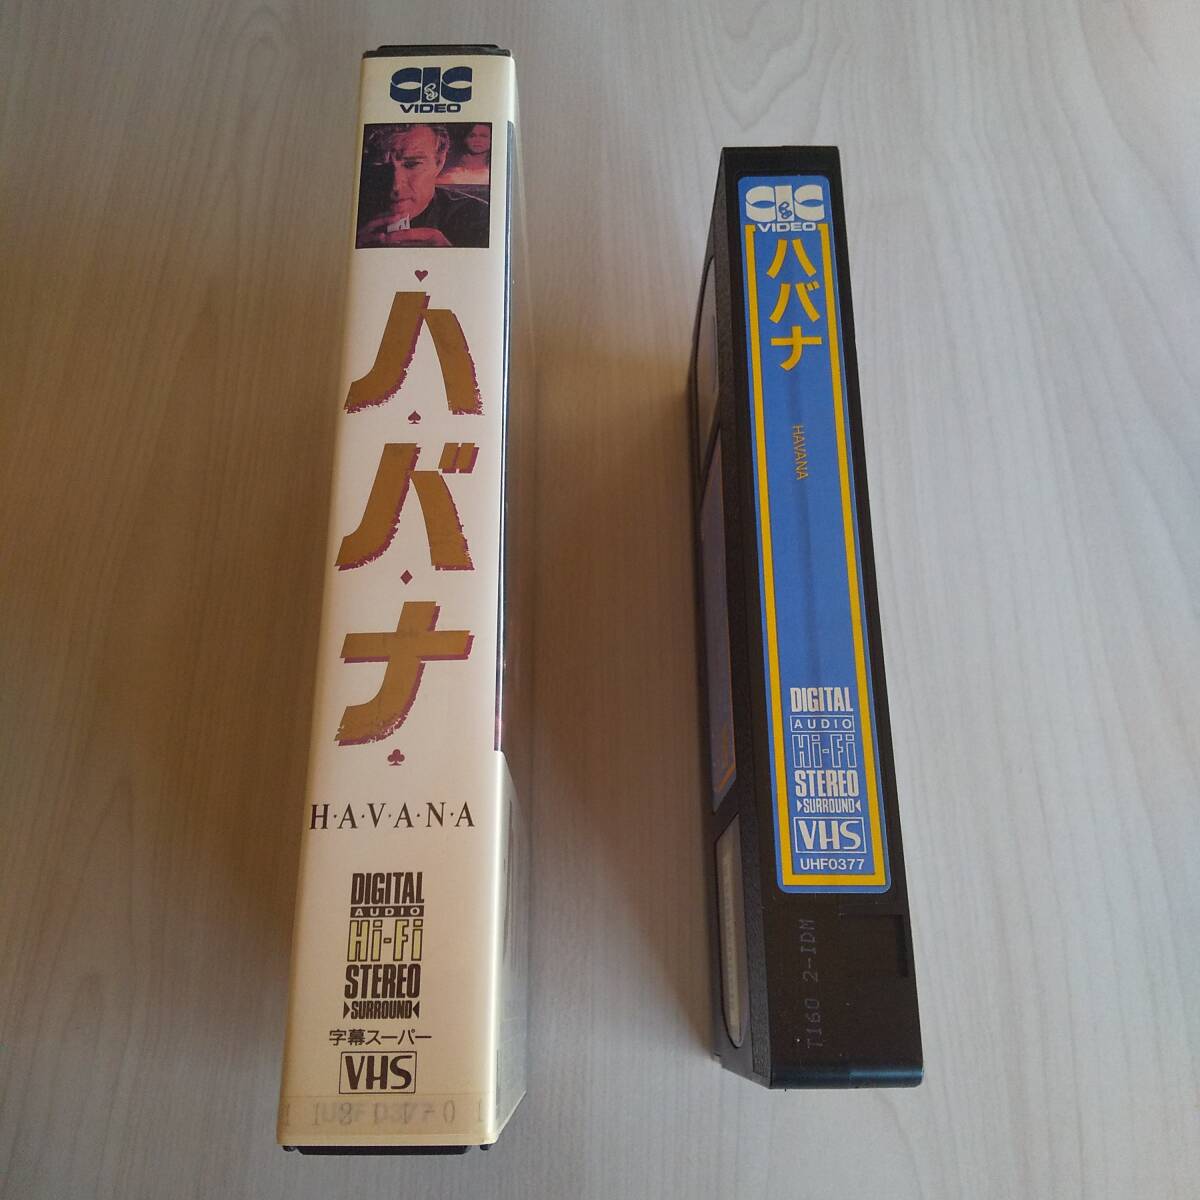 CIC
VIDEO
ハバナ
H·A·V·A·N·A
DIGITAL
AUDIO
Hi-Fi
STEREO
SURROUND
字幕スーパー
VHS
CIC
VIDEO
ハバナ
HAVANA
DIGITAL
AUDIO
Hi-Fi
STEREO
SURROUND
VHS
UHF0377
T160 2-IDM